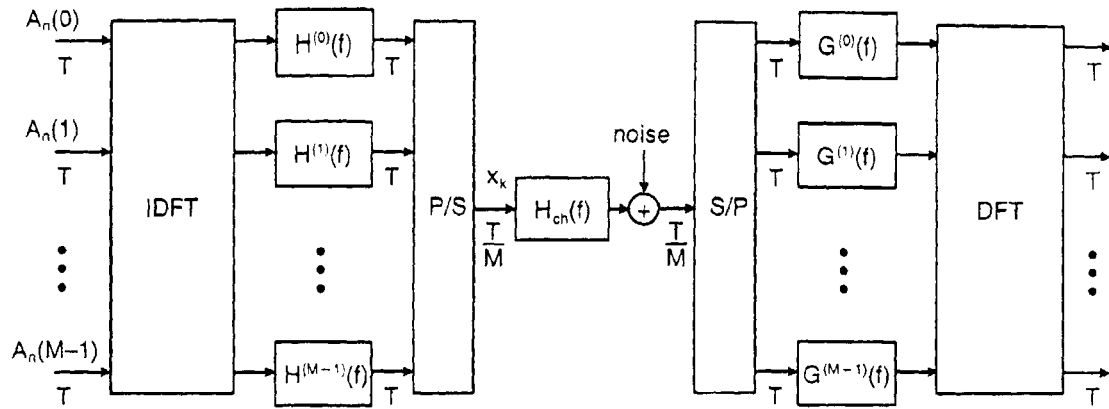 A_n(0)
T
A_n(1)
T
A_n(M−1)
T
IDFT
H^(0)(f)
T
H^(1)(f)
T
H^(M−1)(f)
T
P/S
x_k
T/M
H_ch(f)
noise
+
T/M
S/P
T
G^(0)(f)
T
G^(1)(f)
T
G^(M−1)(f)
DFT
T
T
T